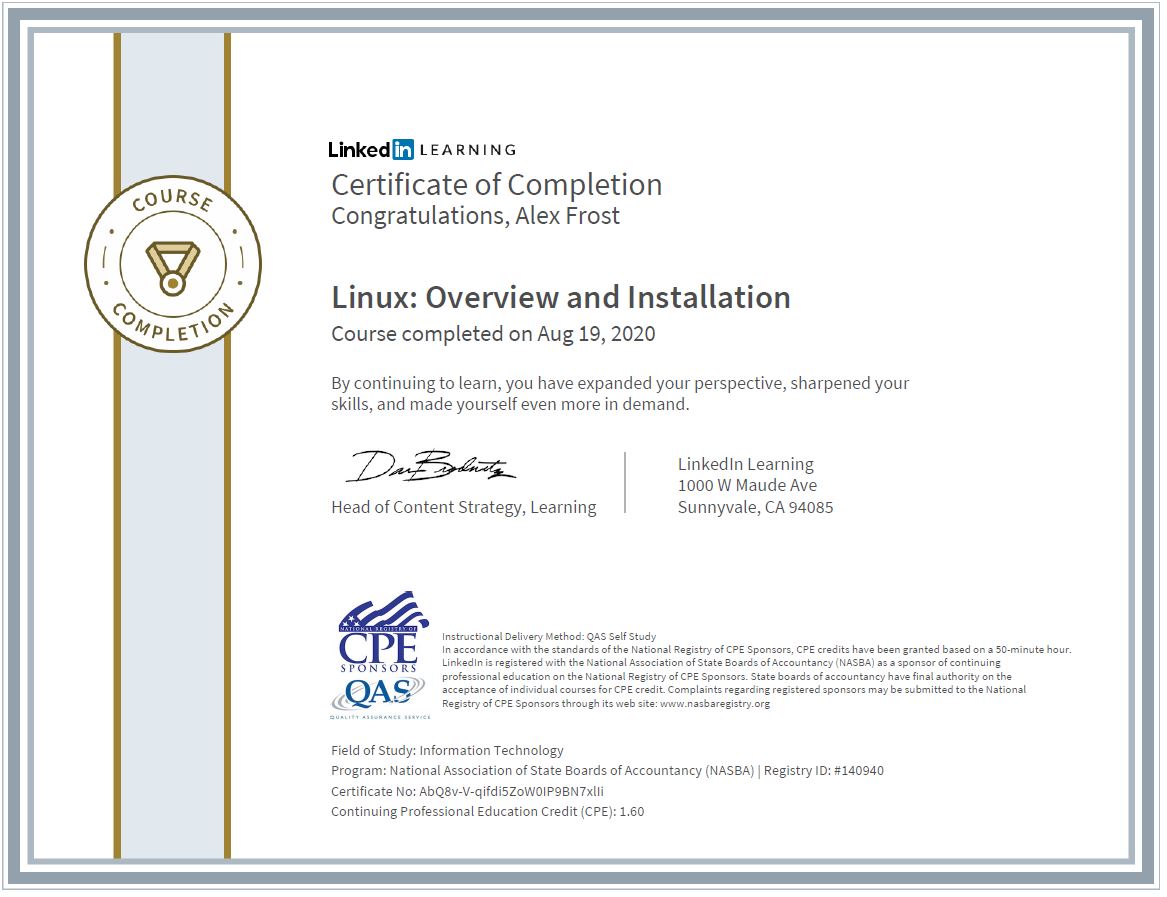 COURSE
COMPLETION
Linkedin LEARNING
Certificate of Completion
Congratulations, Alex Frost
Linux: Overview and Installation
Course completed on Aug 19, 2020
By continuing to learn, you have expanded your perspective, sharpened your
skills, and made yourself even more in demand.
Head of Content Strategy, Learning
LinkedIn Learning
1000 W Maude Ave
Sunnyvale, CA 94085
NATIONAL REGISTRY OF
CPE
SPONSORS
QAS
QUALITY ASSURANCE SERVICE
Instructional Delivery Method: QAS Self Study
In accordance with the standards of the National Registry of CPE Sponsors, CPE credits have been granted based on a 50-minute hour.
LinkedIn is registered with the National Association of State Boards of Accountancy (NASBA) as a sponsor of continuing
professional education on the National Registry of CPE Sponsors. State boards of accountancy have final authority on the
acceptance of individual courses for CPE credit. Complaints regarding registered sponsors may be submitted to the National
Registry of CPE Sponsors through its web site: www.nasbaregistry.org
Field of Study: Information Technology
Program: National Association of State Boards of Accountancy (NASBA) | Registry ID: #140940
Certificate No: AbQ8v-V-qifdi5ZoW0IP9BN7xlIi
Continuing Professional Education Credit (CPE): 1.60